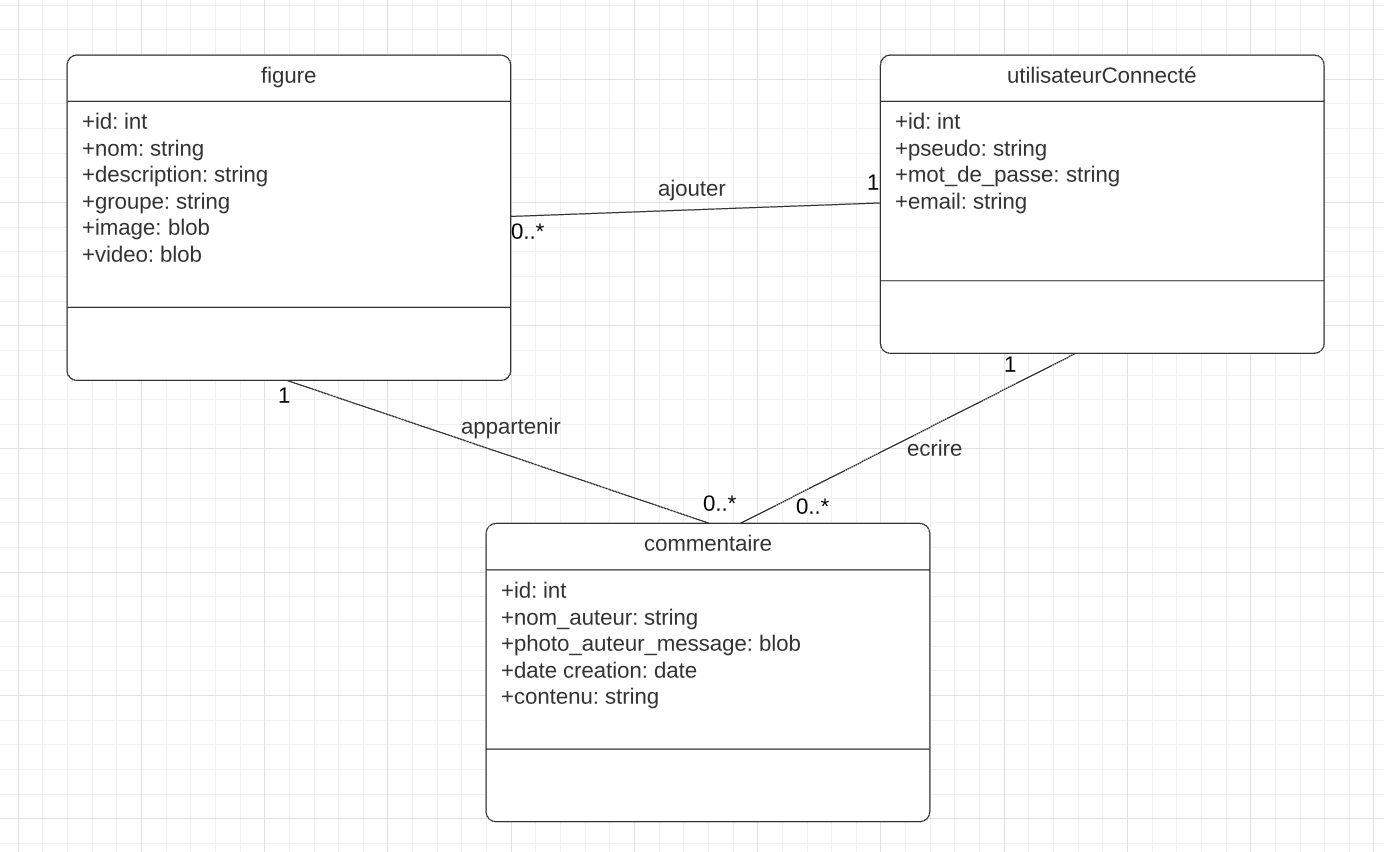 figure
+id: int
+nom: string
+description: string
+groupe: string
+image: blob
+video: blob
ajouter
0..*
1
utilisateurConnecté
+id: int
+pseudo: string
+mot_de_passe: string
+email: string
1
appartenir
0..*
1
ecrire
0..*
commentaire
+id: int
+nom_auteur: string
+photo_auteur_message: blob
+date creation: date
+contenu: string